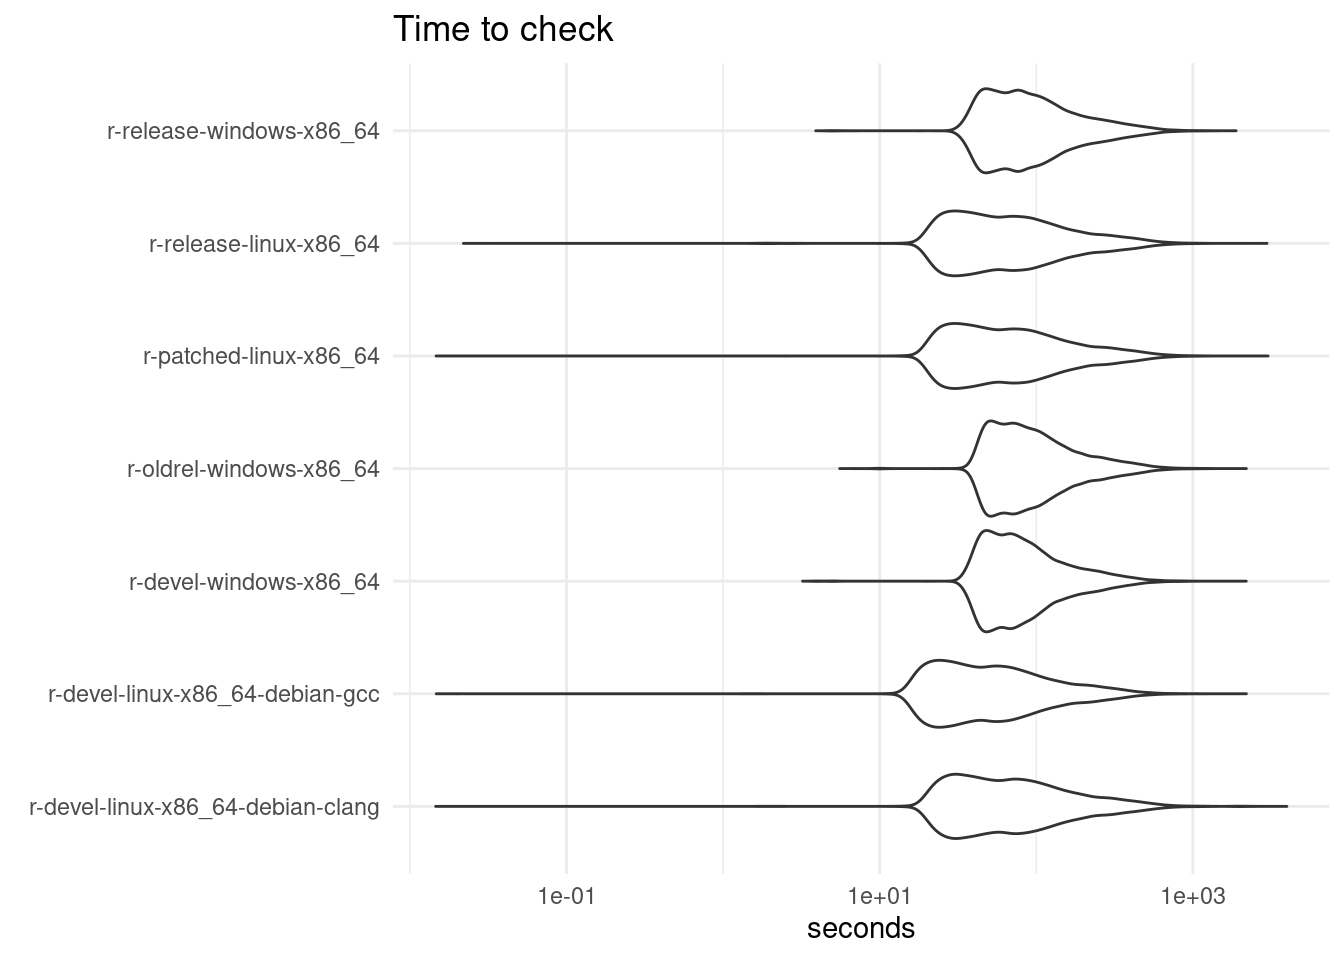 Time to check
r-release-windows-x86_64
r-release-linux-x86_64
r-patched-linux-x86_64
r-oldrel-windows-x86_64
r-devel-windows-x86_64
r-devel-linux-x86_64-debian-gcc
r-devel-linux-x86_64-debian-clang
1e-01 1e+01 1e+03
seconds